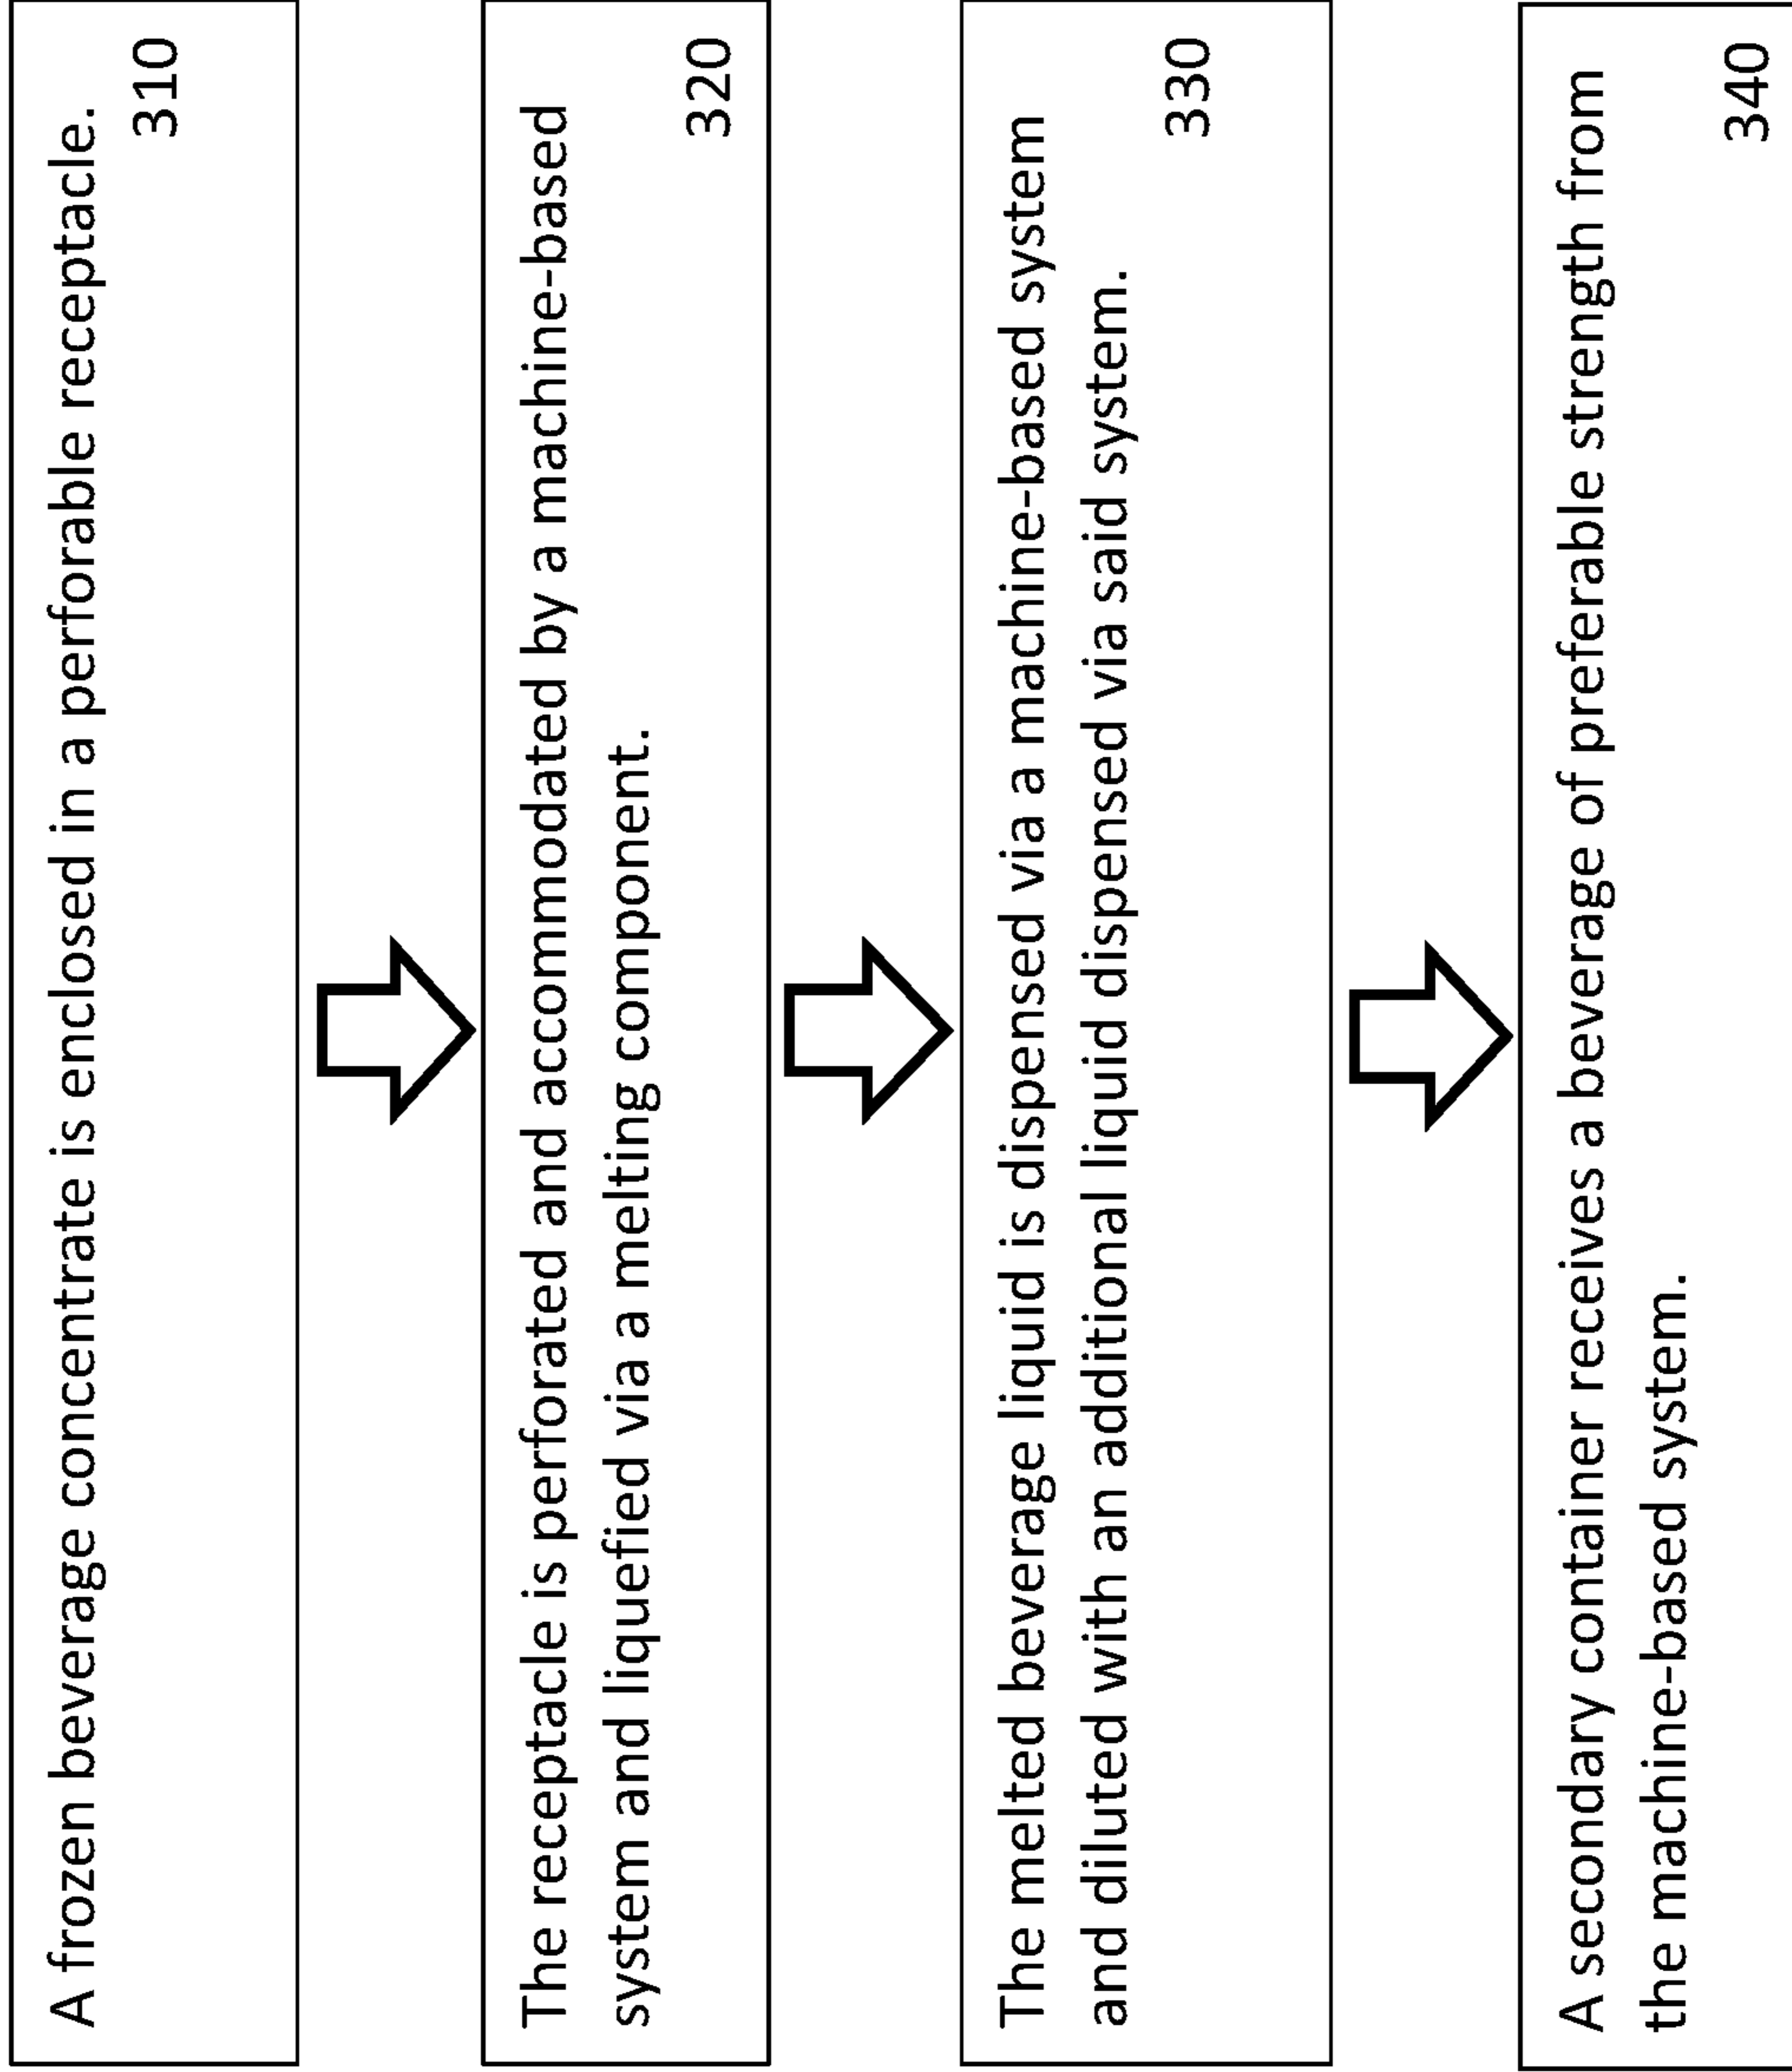 A frozen beverage concentrate is enclosed in a perforable receptacle.
310
The receptacle is perforated and accommodated by a machine-based
system and liquefied via a melting component.
320
The melted beverage liquid is dispensed via a machine-based system
and diluted with an additional liquid dispensed via said system.
330
A secondary container receives a beverage of preferable strength from
the machine-based system.
340